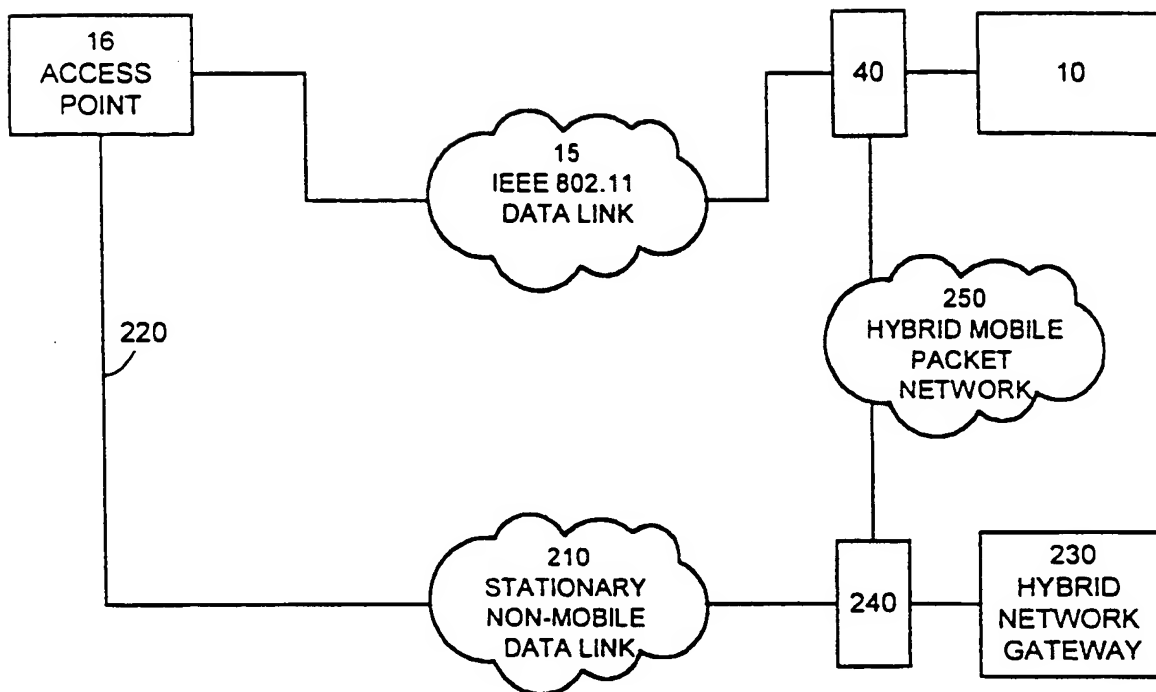 16
ACCESS
POINT
40
10
15
IEEE 802.11
DATA LINK
250
HYBRID MOBILE
PACKET
NETWORK
220
210
STATIONARY
NON-MOBILE
DATA LINK
240
230
HYBRID
NETWORK
GATEWAY